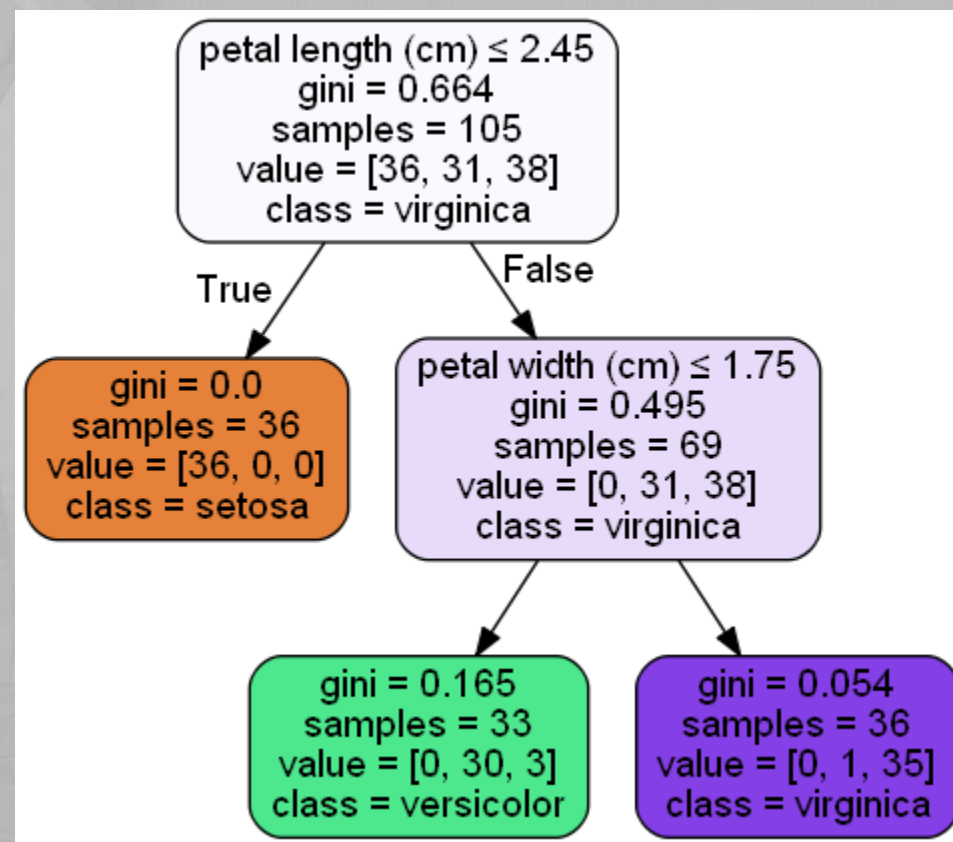 petal length (cm) ≤ 2.45
gini = 0.664
samples = 105
value = [36, 31, 38]
class = virginica
True
False
gini = 0.0
samples = 36
value = [36, 0, 0]
class = setosa
petal width (cm) ≤ 1.75
gini = 0.495
samples = 69
value = [0, 31, 38]
class = virginica
gini = 0.165
samples = 33
value = [0, 30, 3]
class = versicolor
gini = 0.054
samples = 36
value = [0, 1, 35]
class = virginica